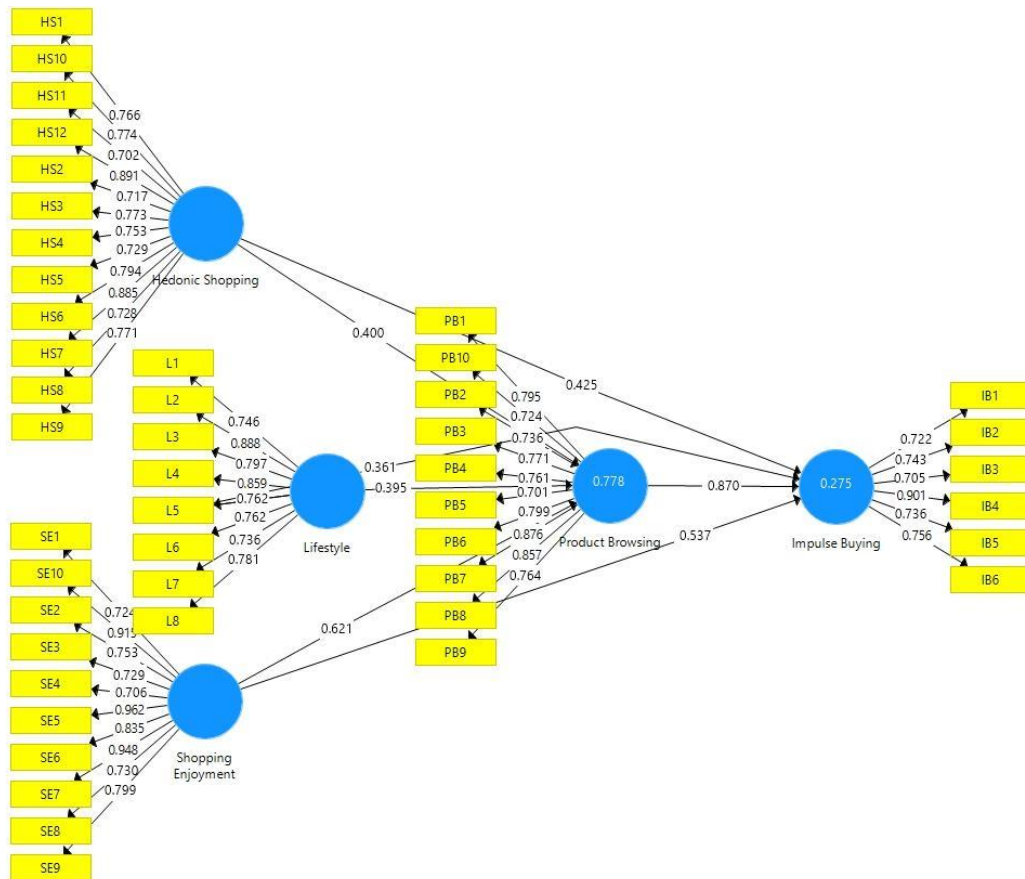 HS1
HS10
HS11
HS12
HS2
HS3
HS4
HS5
HS6
HS7
HS8
HS9
0.766
0.774
0.702
0.891
0.717
0.773
0.753
0.729
0.794
0.885
0.728
0.771
Hedonic Shopping
0.400
0.425
L1
L2
L3
L4
L5
L6
L7
L8
0.746
0.888
0.797
0.859
0.762
0.762
0.736
0.781
Lifestyle
0.361
0.395
SE1
SE10
SE2
SE3
SE4
SE5
SE6
SE7
SE8
SE9
0.724
0.915
0.753
0.729
0.706
0.962
0.835
0.948
0.730
0.799
Shopping
Enjoyment
0.621
0.537
PB1
PB10
PB2
PB3
PB4
PB5
PB6
PB7
PB8
PB9
0.795
0.724
0.736
0.771
0.761
0.701
0.799
0.876
0.857
0.764
0.778
Product Browsing
0.870
0.275
Impulse Buying
0.722
0.743
0.705
0.901
0.736
0.756
IB1
IB2
IB3
IB4
IB5
IB6